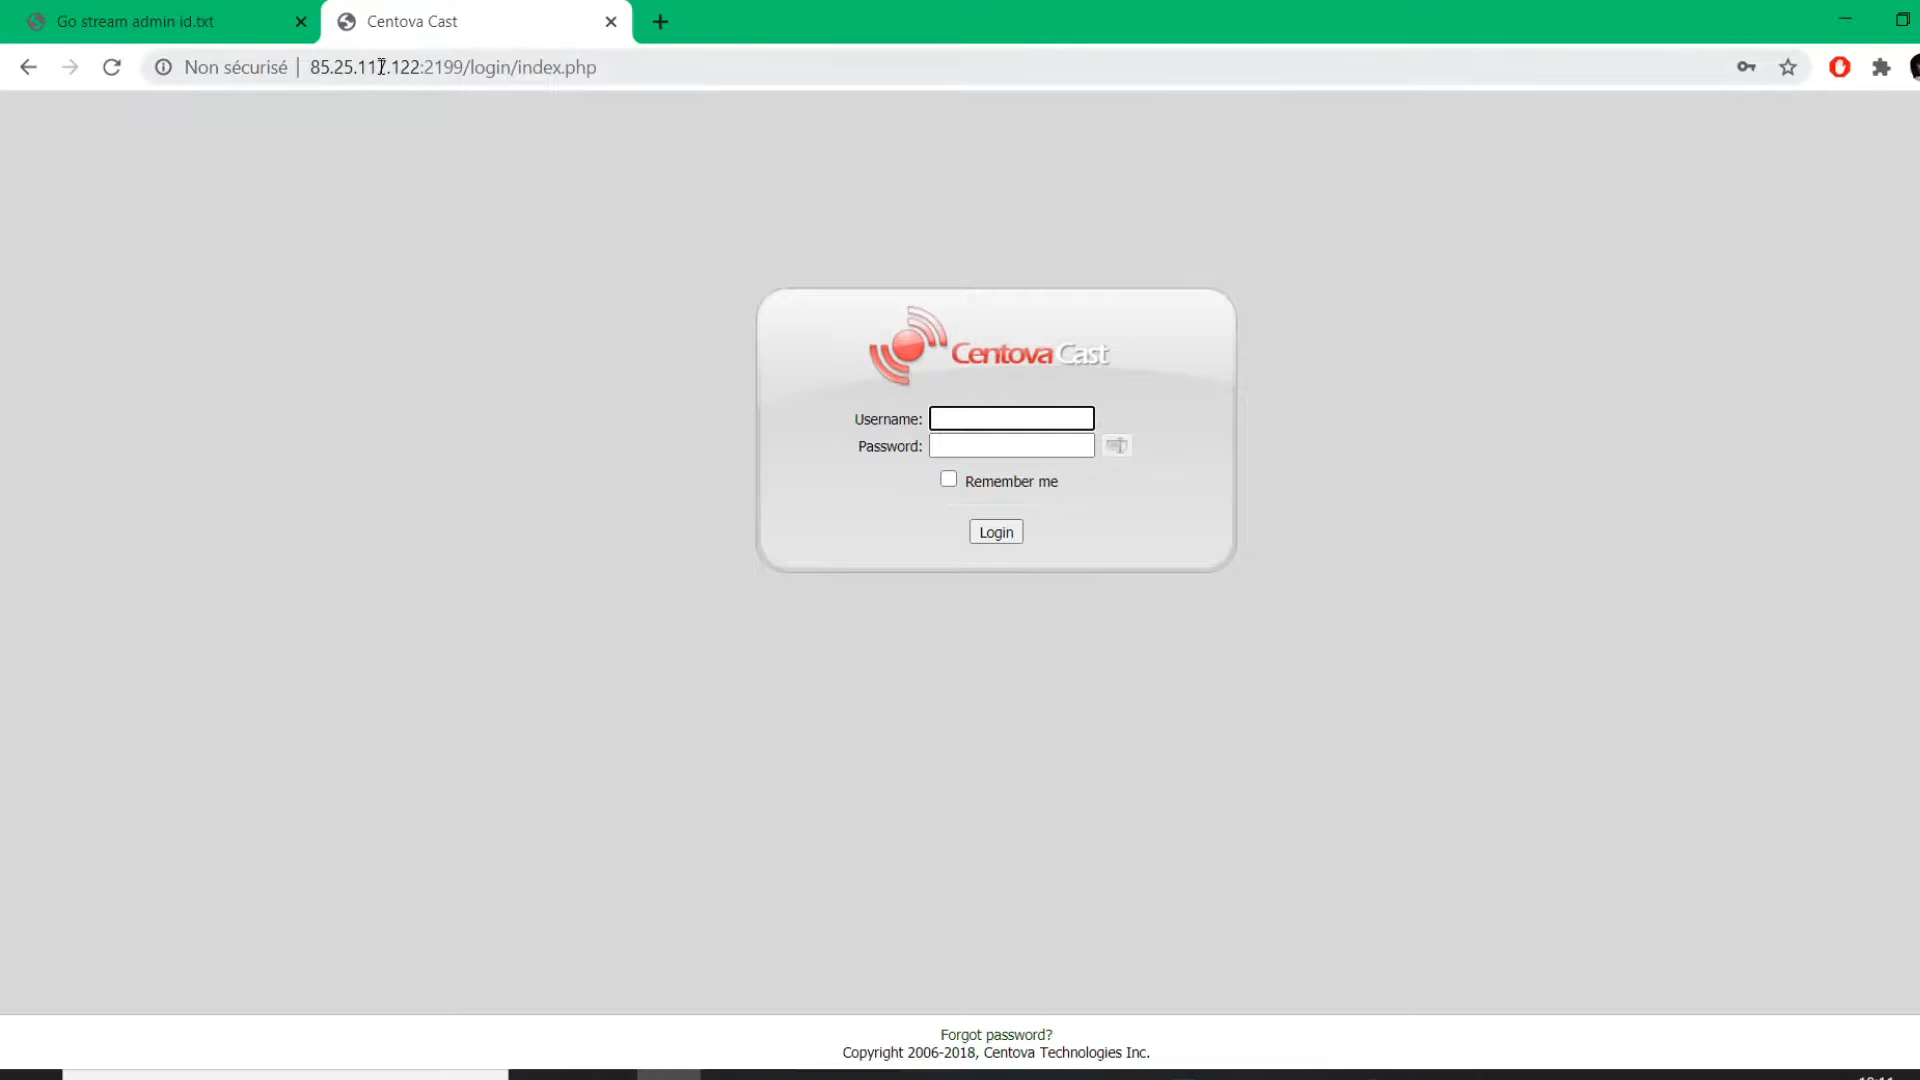 Go stream admin id.txt
Centova Cast
Non sécurisé | 85.25.117.122:2199/login/index.php
Centova Cast
Username:
Password:
Remember me
Login
Forgot password?
Copyright 2006-2018, Centova Technologies Inc.